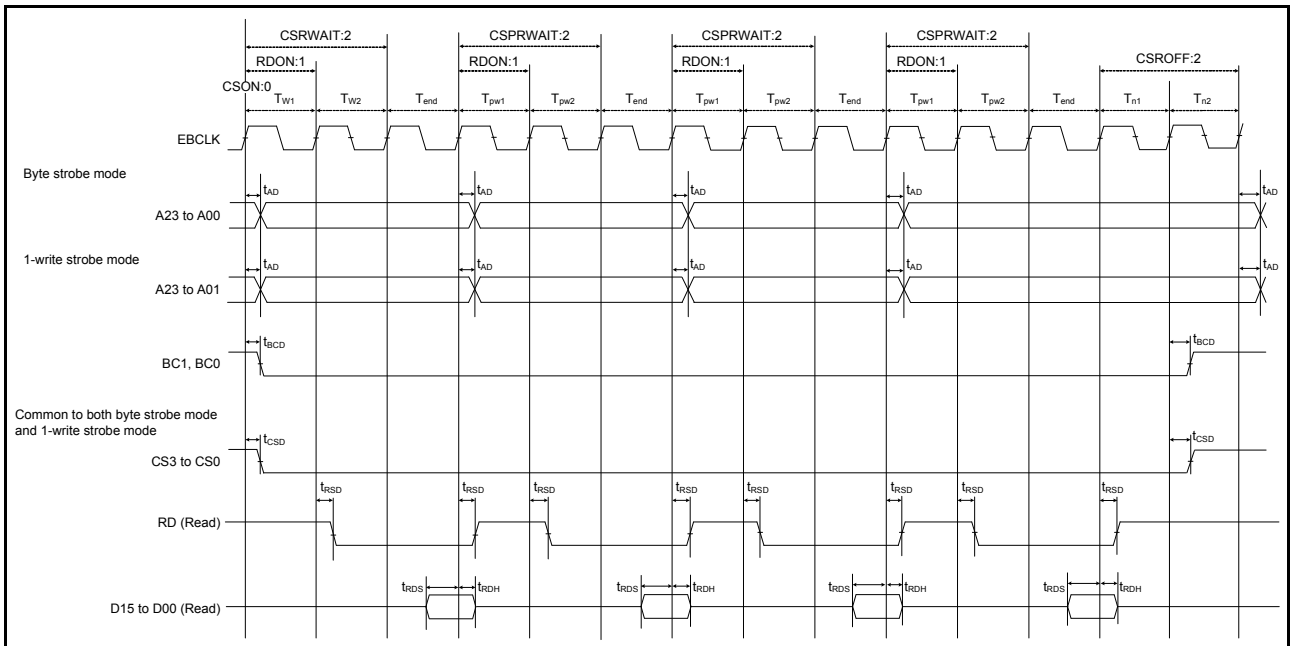 CSRWAIT:2 CSPRWAIT:2 CSPRWAIT:2 CSPRWAIT:2
RDON:1 RDON:1 RDON:1 RDON:1 CSROFF:2
CSON:0
TW1 TW2 Tend Tpw1 Tpw2 Tend Tpw1 Tpw2 Tend Tpw1 Tpw2 Tend Tn1 Tn2
EBCLK
Byte strobe mode
tAD tAD tAD tAD tAD
A23 to A00
1-write strobe mode
tAD tAD tAD tAD tAD
A23 to A01
tBCD tBCD
BC1, BC0
Common to both byte strobe mode
and 1-write strobe mode
tCSD tCSD
CS3 to CS0
tRSD tRSD tRSD tRSD tRSD tRSD tRSD tRSD
RD (Read)
tRDS tRDH tRDS tRDH tRDS tRDH tRDS tRDH
D15 to D00 (Read)